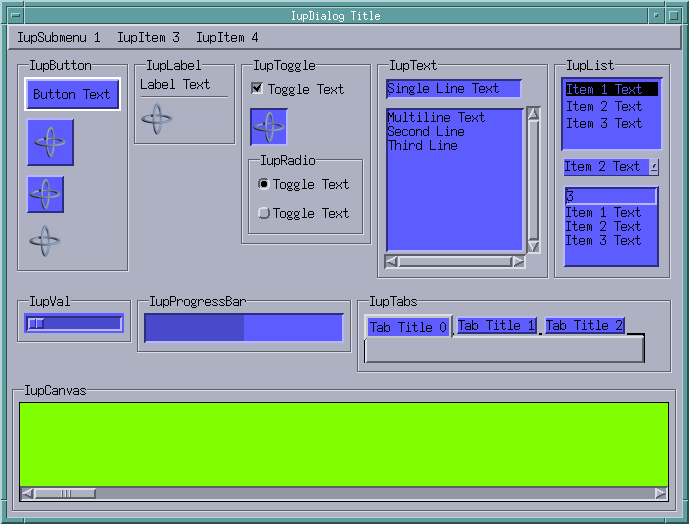 IupDialog Title
IupSubmenu 1 IupItem 3 IupItem 4
IupButton
Button Text
IupLabel
Label Text
IupToggle
Toggle Text
IupRadio
Toggle Text
Toggle Text
IupText
Single Line Text
Multiline Text
Second Line
Third Line
IupList
Item 1 Text
Item 2 Text
Item 3 Text
Item 2 Text
3
Item 1 Text
Item 2 Text
Item 3 Text
IupVal
IupProgressBar
IupTabs
Tab Title 0 Tab Title 1 Tab Title 2
IupCanvas